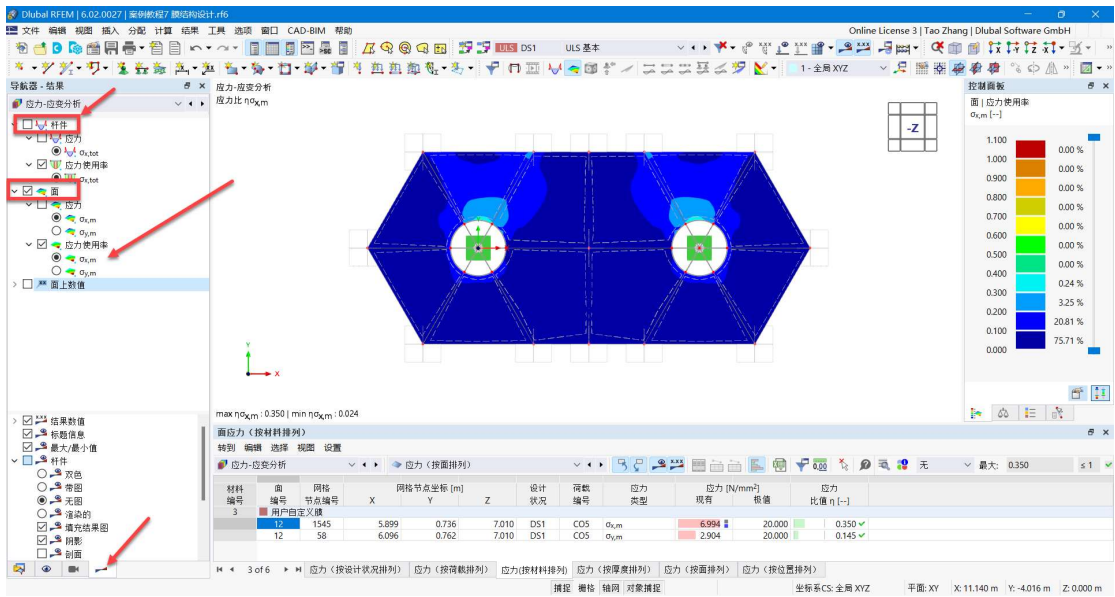 Dlubal RFEM | 6.02.0027 | 案例教程7 膜结构设计.rf6
文件 编辑 视图 插入 分配 计算 结果 工具 选项 窗口 CAD-BIM 帮助
Online License 3 | Tao Zhang | Dlubal Software GmbH
ULS DS1 ULS 基本
1 - 全局 XYZ
导航器 - 结果
应力-应变分析
杆件
应力
σx,tot
应力使用率
σx,tot
面
应力
σx,m
σy,m
应力使用率
σx,m
σy,m
面上数值
结果数值
标题信息
最大/最小值
杆件
双色
带图
无图
渲染的
填充结果图
阴影
剖面
应力-应变分析
应力比 ησx,m
-Z
Y
X
max ησx,m : 0.350 | min ησx,m : 0.024
控制面板
面 | 应力使用率
σx,m [--]
1.100
0.00 %
1.000
0.00 %
0.900
0.00 %
0.800
0.00 %
0.700
0.00 %
0.600
0.00 %
0.500
0.00 %
0.400
0.24 %
0.300
3.25 %
0.200
20.81 %
0.100
75.71 %
0.000
面应力（按材料排列）
转到 编辑 选择 视图 设置
应力-应变分析 应力（按面排列） 无 最大: 0.350 ≤ 1
材料 面 网格 网格节点坐标 [m] 设计 荷载 应力 应力 [N/mm²] 应力
编号 编号 节点编号 X Y Z 状况 编号 类型 现有 极值 比值 η [--]
3 用户自定义膜
12 1545 5.899 0.736 7.010 DS1 CO5 σx,m 6.994 20.000 0.350
12 58 6.096 0.762 7.010 DS1 CO5 σy,m 2.904 20.000 0.145
3 of 6 应力（按设计状况排列） 应力（按荷载排列） 应力(按材料排列) 应力（按厚度排列） 应力（按面排列） 应力（按位置排列）
捕捉 栅格 轴网 对象捕捉 坐标系CS: 全局 XYZ 平面: XY X: 11.140 m Y: -4.016 m Z: 0.000 m